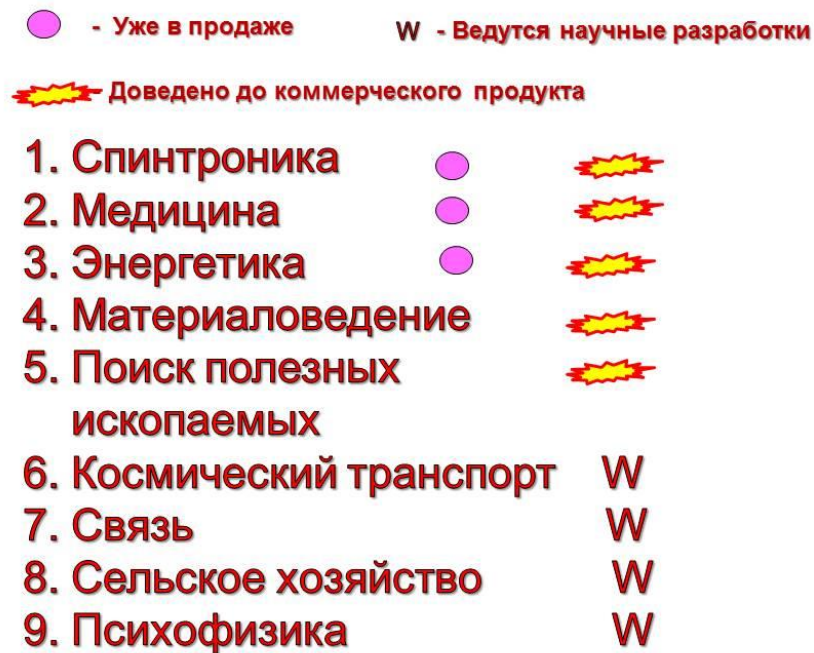 - Уже в продаже W - Ведутся научные разработки
- Доведено до коммерческого продукта
1. Спинтроника
2. Медицина
3. Энергетика
4. Материаловедение
5. Поиск полезных
ископаемых
6. Космический транспорт W
7. Связь W
8. Сельское хозяйство W
9. Психофизика W